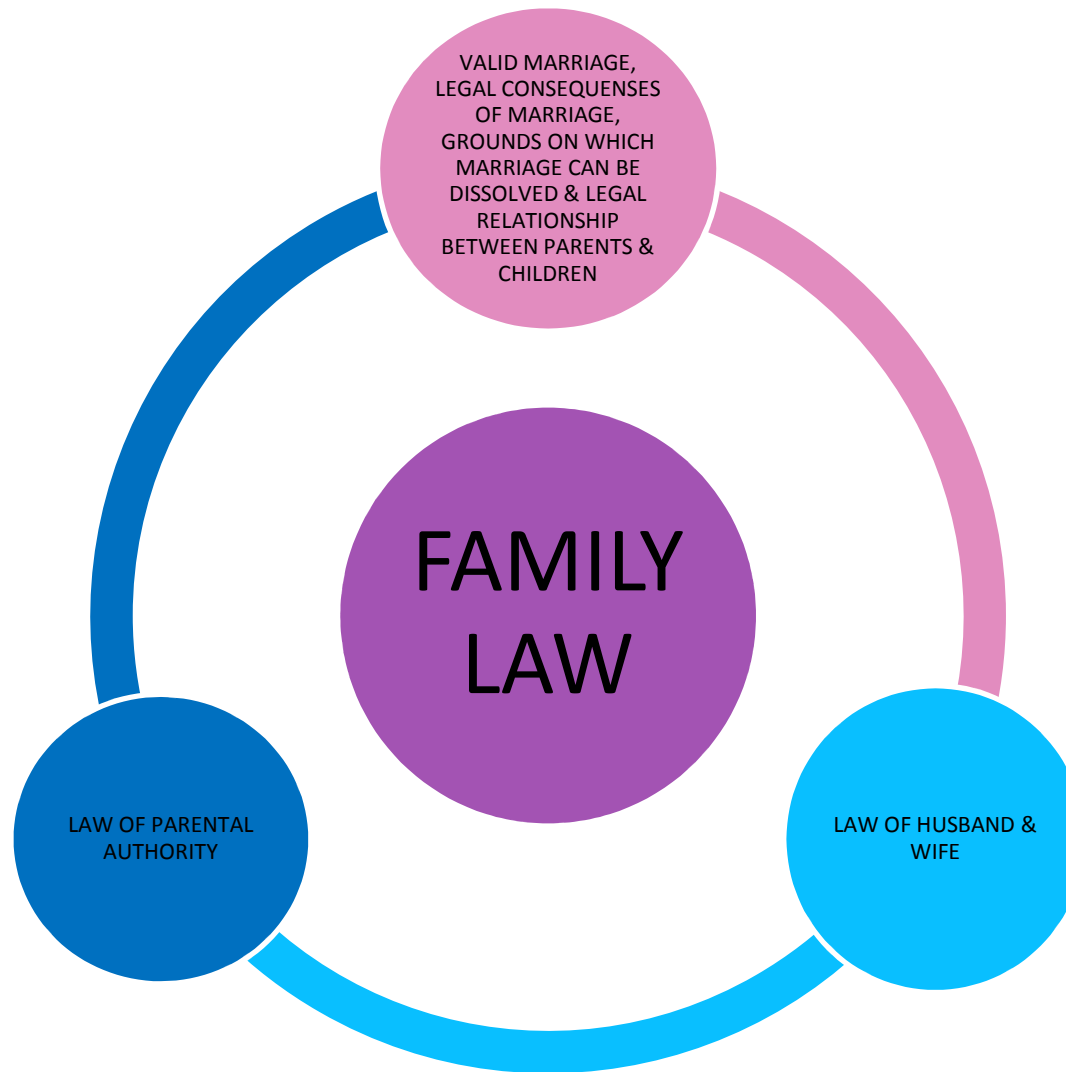 VALID MARRIAGE,
LEGAL CONSEQUENSES
OF MARRIAGE,
GROUNDS ON WHICH
MARRIAGE CAN BE
DISSOLVED & LEGAL
RELATIONSHIP
BETWEEN PARENTS &
CHILDREN
FAMILY
LAW
LAW OF PARENTAL
AUTHORITY
LAW OF HUSBAND &
WIFE